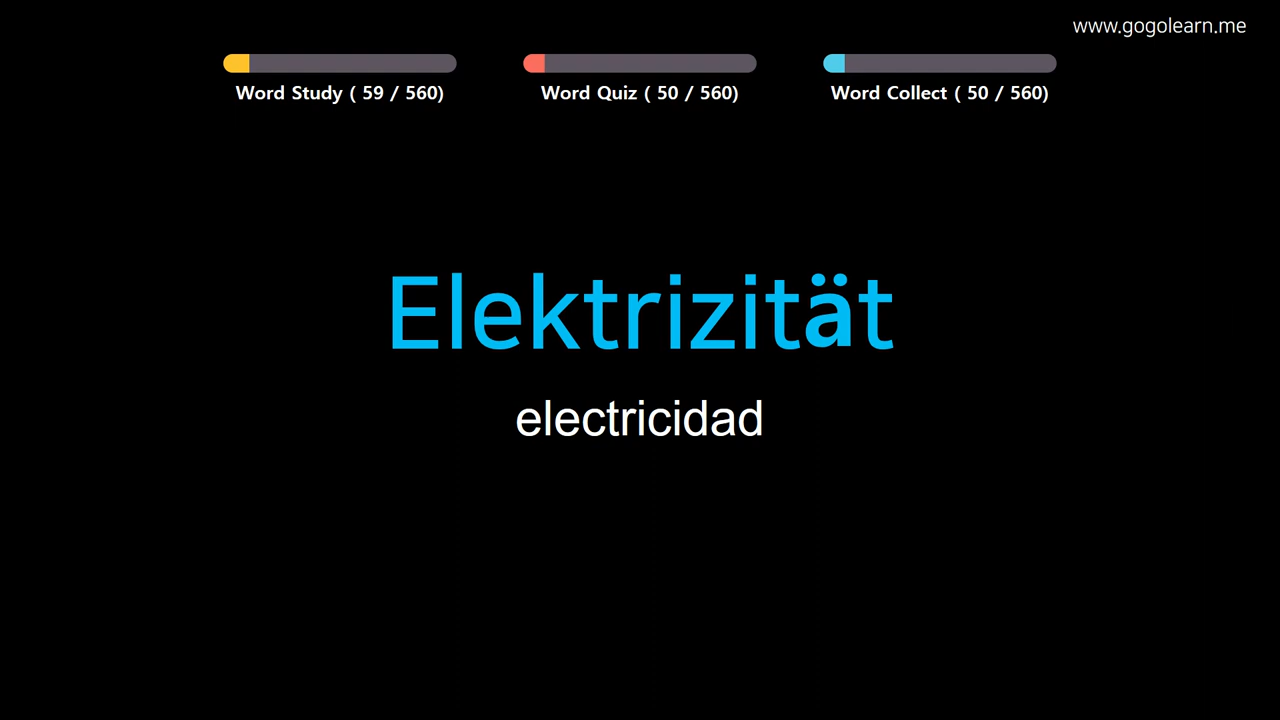 www.gogolearn.me
Word Study ( 59 / 560)
Word Quiz ( 50 / 560)
Word Collect ( 50 / 560)
Elektrizität
electricidad